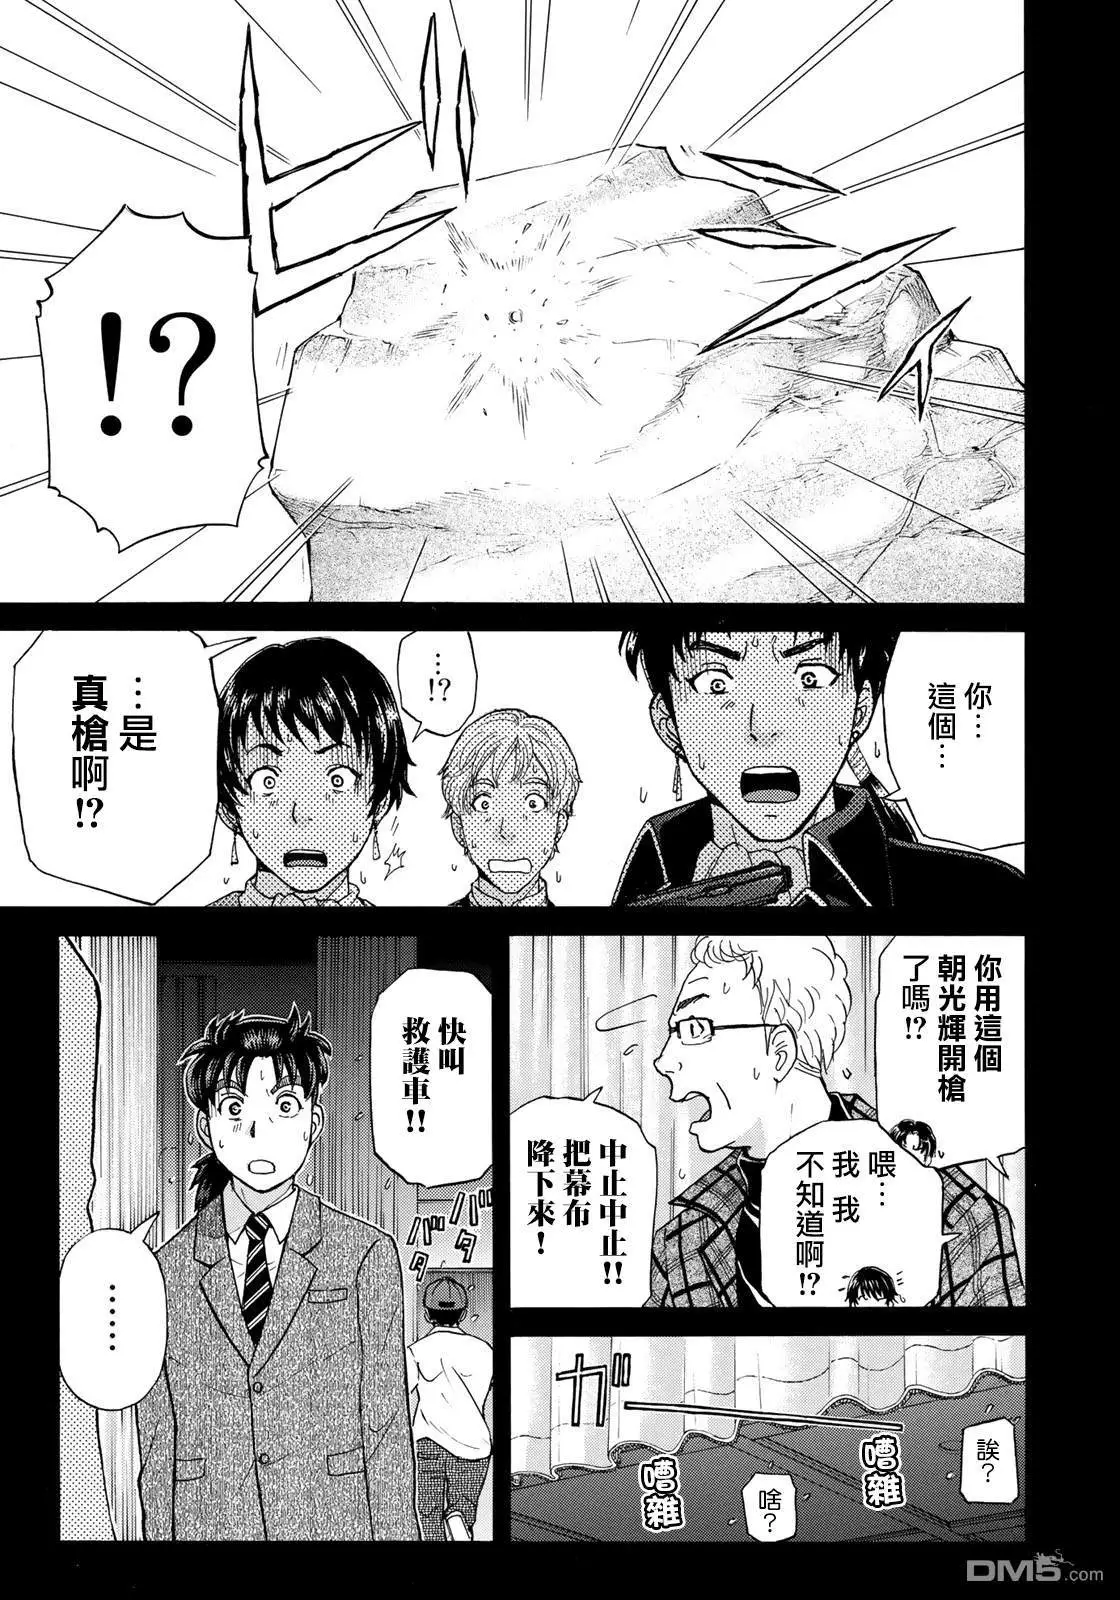 !?
你…
這個…
…!?
…是
真槍啊!?
你用這個
朝光輝開槍
了嗎!?
喂…
我我
不知道啊!?
中止中止!!
把幕布
降下來!
快叫
救護車!!
バタ
バタ
……
ガ
誒?
嘈雜
啥?
嘈雜
DM5.com